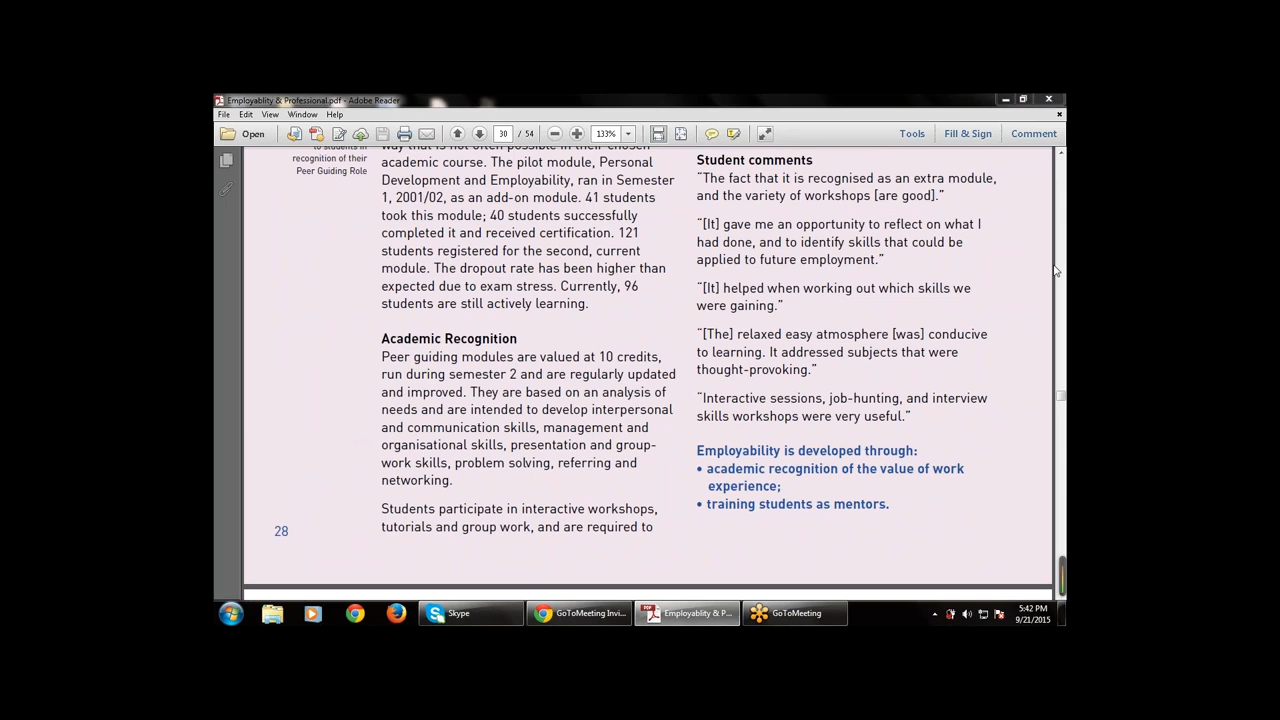 Employablity & Professional.pdf - Adobe Reader
File Edit View Window Help
Open 30 / 54 133% Tools Fill & Sign Comment
to students in
recognition of their
Peer Guiding Role
way that is not often possible in their chosen
academic course. The pilot module, Personal
Development and Employability, ran in Semester
1, 2001/02, as an add-on module. 41 students
took this module; 40 students successfully
completed it and received certification. 121
students registered for the second, current
module. The dropout rate has been higher than
expected due to exam stress. Currently, 96
students are still actively learning.
Academic Recognition
Peer guiding modules are valued at 10 credits,
run during semester 2 and are regularly updated
and improved. They are based on an analysis of
needs and are intended to develop interpersonal
and communication skills, management and
organisational skills, presentation and group-
work skills, problem solving, referring and
networking.
Students participate in interactive workshops,
tutorials and group work, and are required to
28
Student comments
“The fact that it is recognised as an extra module,
and the variety of workshops [are good].”
“[It] gave me an opportunity to reflect on what I
had done, and to identify skills that could be
applied to future employment.”
“[It] helped when working out which skills we
were gaining.”
“[The] relaxed easy atmosphere [was] conducive
to learning. It addressed subjects that were
thought-provoking.”
“Interactive sessions, job-hunting, and interview
skills workshops were very useful.”
Employability is developed through:
• academic recognition of the value of work
experience;
• training students as mentors.
Skype GoToMeeting Invi... Employablity & P... GoToMeeting 5:42 PM
9/21/2015